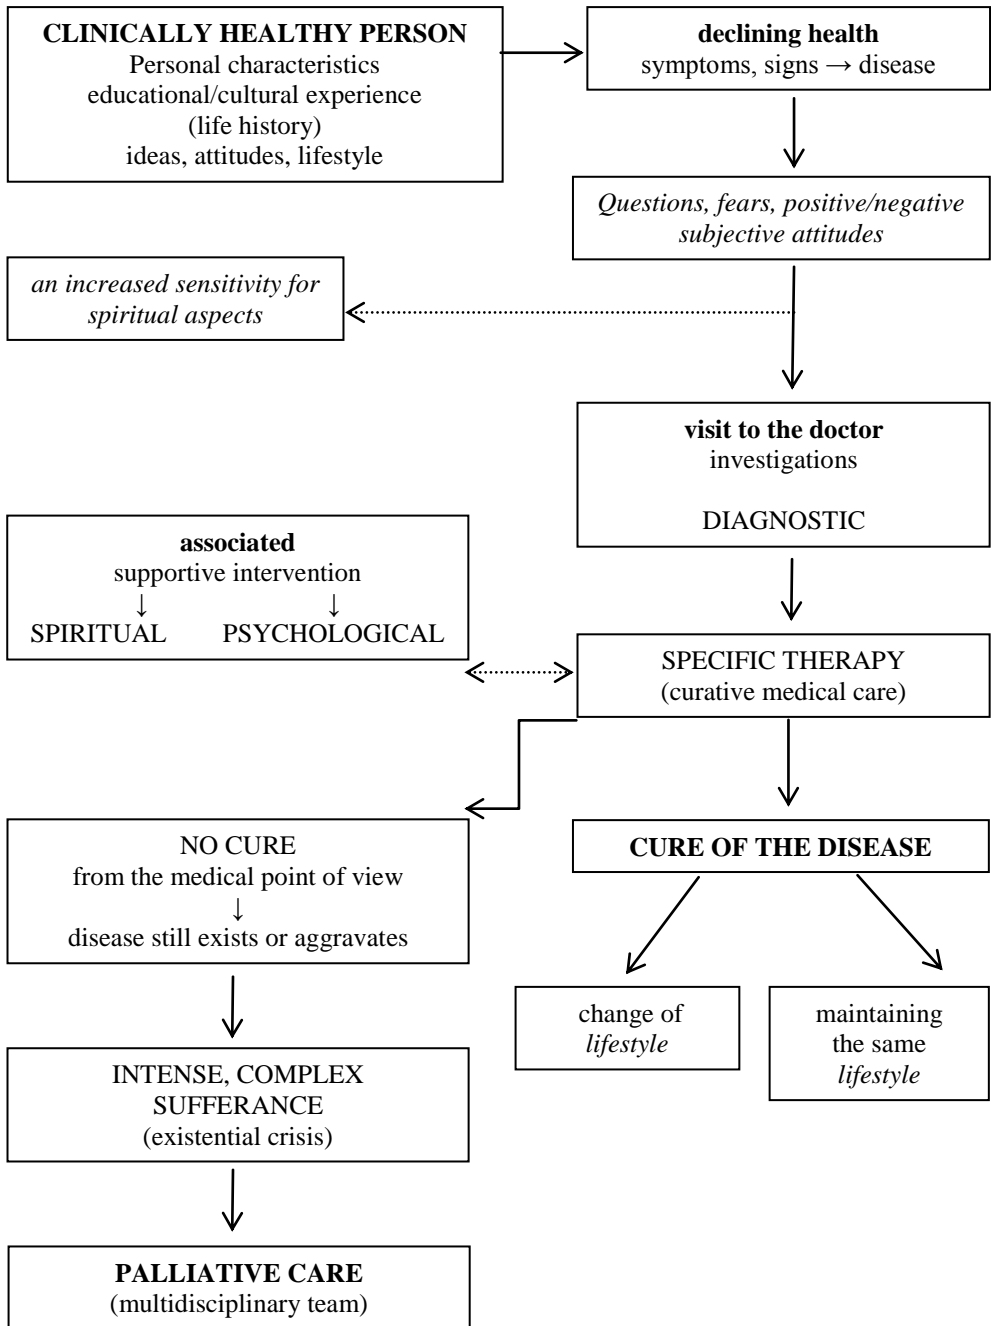 CLINICALLY HEALTHY PERSON
Personal characteristics
educational/cultural experience
(life history)
ideas, attitudes, lifestyle
declining health
symptoms, signs → disease
Questions, fears, positive/negative
subjective attitudes
an increased sensitivity for
spiritual aspects
visit to the doctor
investigations
DIAGNOSTIC
associated
supportive intervention
↓ ↓
SPIRITUAL PSYCHOLOGICAL
SPECIFIC THERAPY
(curative medical care)
NO CURE
from the medical point of view
↓
disease still exists or aggravates
CURE OF THE DISEASE
change of
lifestyle
maintaining
the same
lifestyle
INTENSE, COMPLEX
SUFFERANCE
(existential crisis)
PALLIATIVE CARE
(multidisciplinary team)